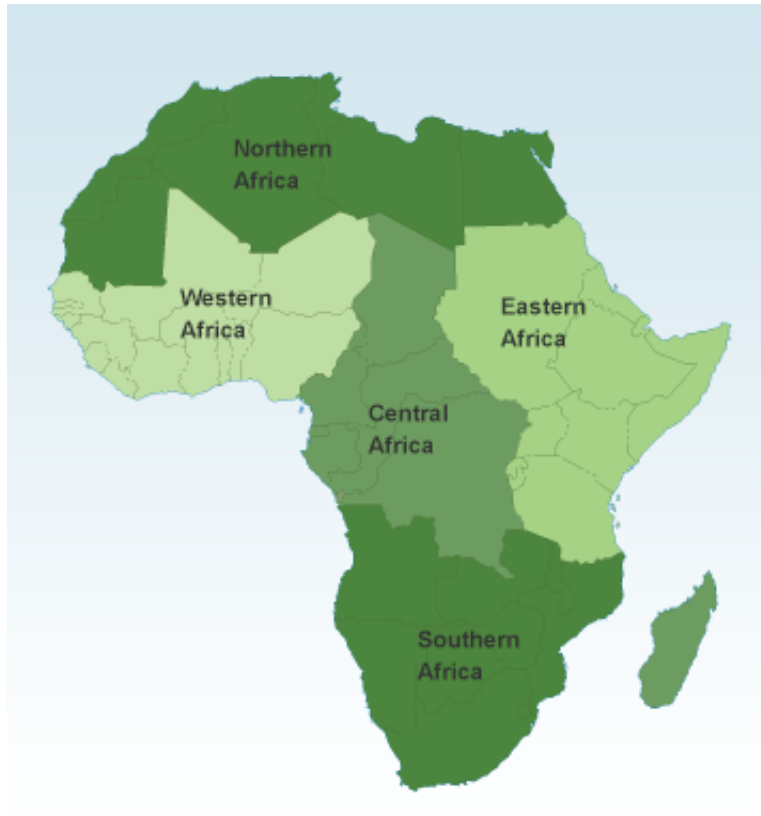 Northern
Africa
Western
Africa
Eastern
Africa
Central
Africa
Southern
Africa